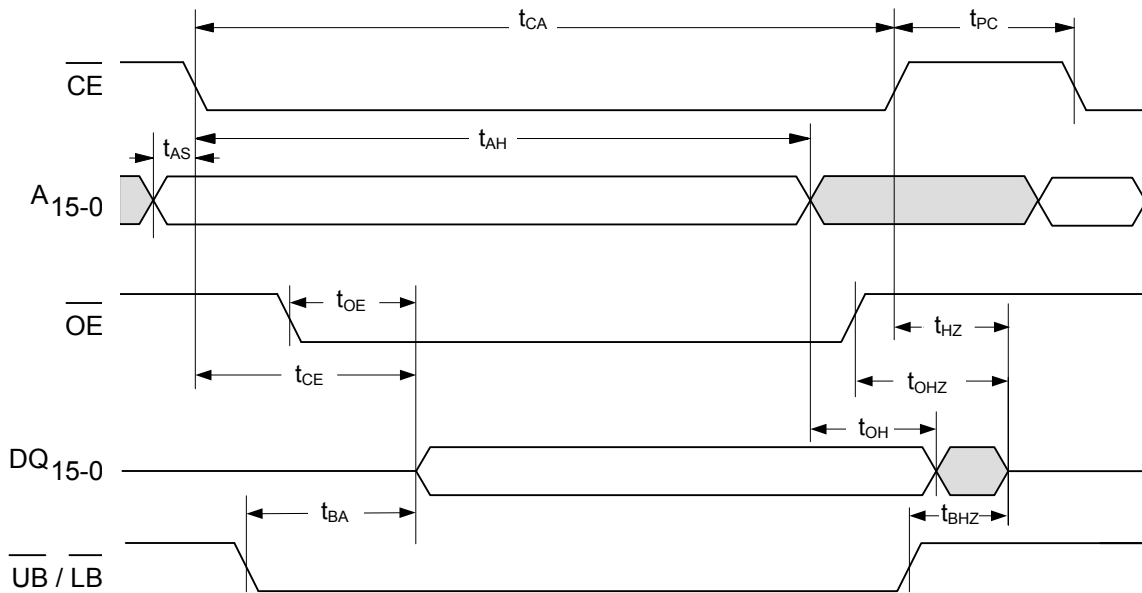 tCA
tPC
CE
tAS
tAH
A15-0
OE
tOE
tHZ
tCE
tOHZ
tOH
DQ15-0
tBA
tBHZ
UB / LB